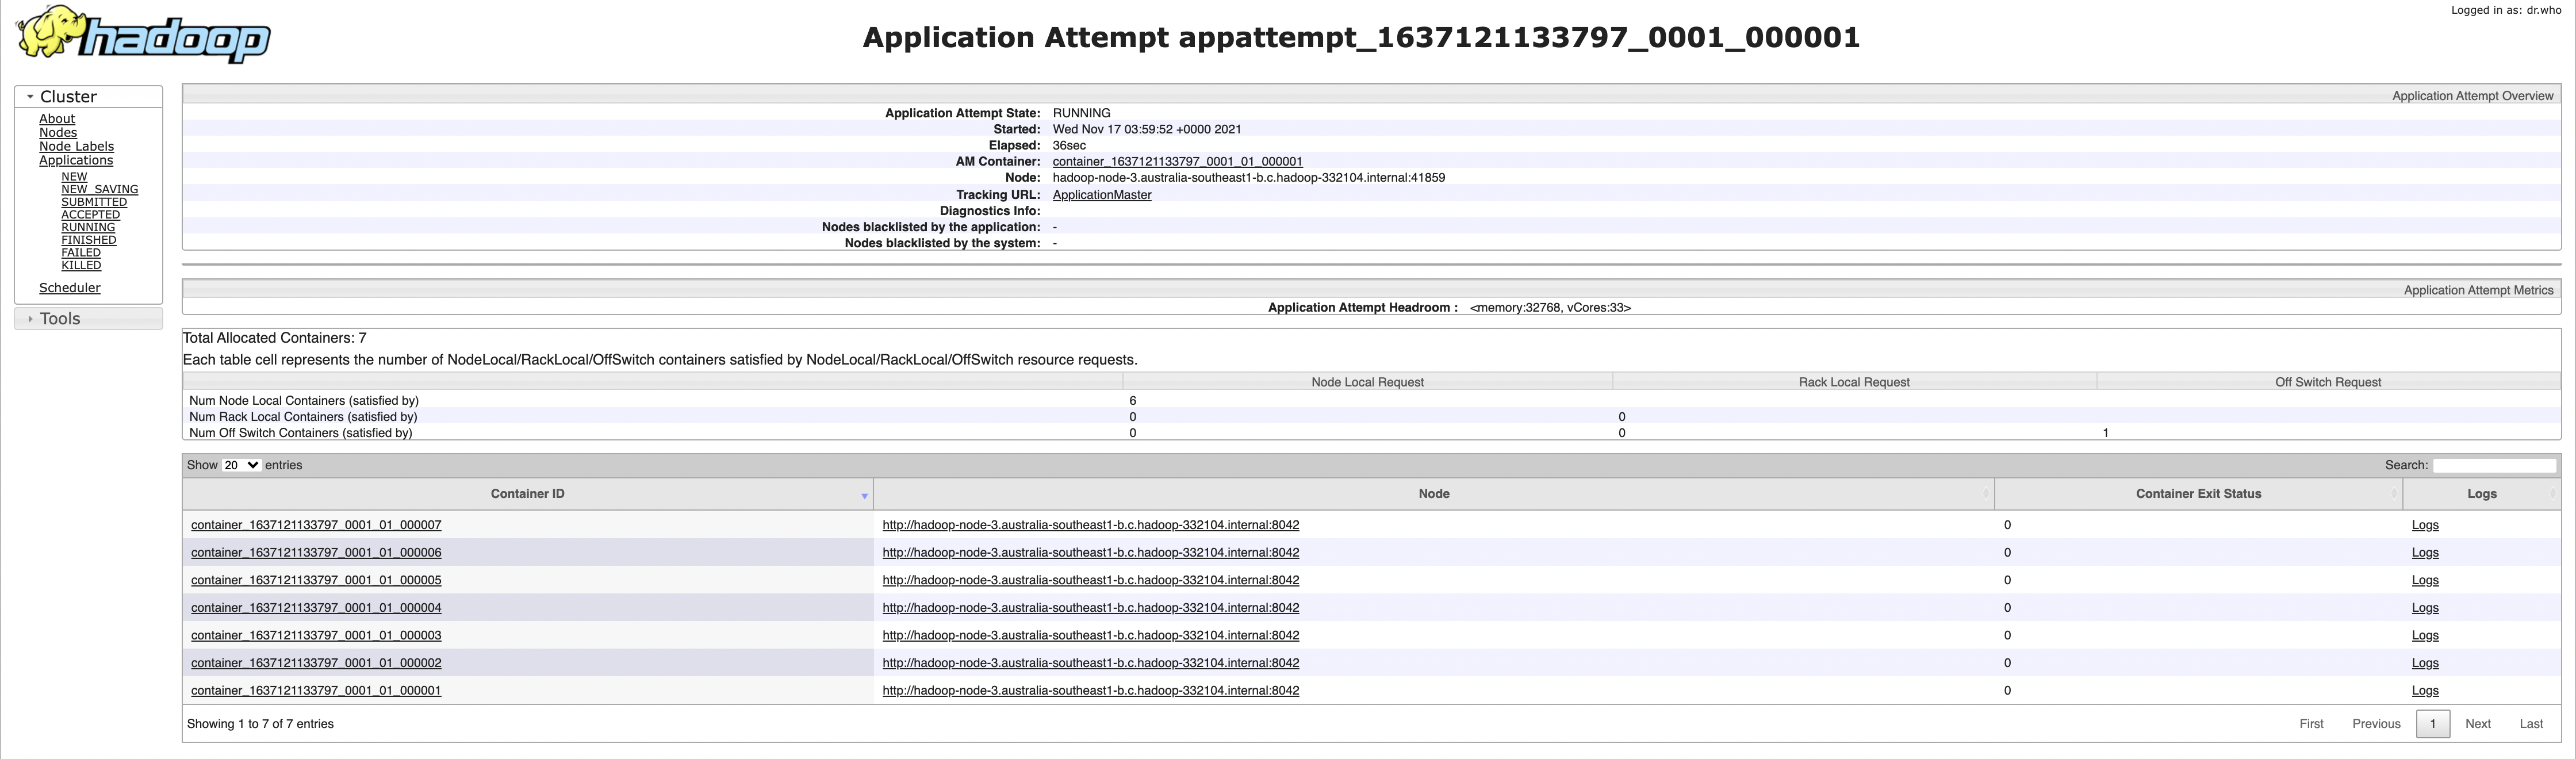 Logged in as: dr.who
hadoop
Application Attempt appattempt_1637121133797_0001_000001
Cluster
About
Nodes
Node Labels
Applications
NEW
NEW_SAVING
SUBMITTED
ACCEPTED
RUNNING
FINISHED
FAILED
KILLED
Scheduler
Tools
Application Attempt Overview
Application Attempt State: RUNNING
Started: Wed Nov 17 03:59:52 +0000 2021
Elapsed: 36sec
AM Container: container_1637121133797_0001_01_000001
Node: hadoop-node-3.australia-southeast1-b.c.hadoop-332104.internal:41859
Tracking URL: ApplicationMaster
Diagnostics Info:
Nodes blacklisted by the application: -
Nodes blacklisted by the system: -
Application Attempt Metrics
Application Attempt Headroom : <memory:32768, vCores:33>
Total Allocated Containers: 7
Each table cell represents the number of NodeLocal/RackLocal/OffSwitch containers satisfied by NodeLocal/RackLocal/OffSwitch resource requests.
Node Local Request Rack Local Request Off Switch Request
Num Node Local Containers (satisfied by) 6
Num Rack Local Containers (satisfied by) 0 0
Num Off Switch Containers (satisfied by) 0 0 1
Show 20 entries Search:
Container ID Node Container Exit Status Logs
container_1637121133797_0001_01_000007 http://hadoop-node-3.australia-southeast1-b.c.hadoop-332104.internal:8042 0 Logs
container_1637121133797_0001_01_000006 http://hadoop-node-3.australia-southeast1-b.c.hadoop-332104.internal:8042 0 Logs
container_1637121133797_0001_01_000005 http://hadoop-node-3.australia-southeast1-b.c.hadoop-332104.internal:8042 0 Logs
container_1637121133797_0001_01_000004 http://hadoop-node-3.australia-southeast1-b.c.hadoop-332104.internal:8042 0 Logs
container_1637121133797_0001_01_000003 http://hadoop-node-3.australia-southeast1-b.c.hadoop-332104.internal:8042 0 Logs
container_1637121133797_0001_01_000002 http://hadoop-node-3.australia-southeast1-b.c.hadoop-332104.internal:8042 0 Logs
container_1637121133797_0001_01_000001 http://hadoop-node-3.australia-southeast1-b.c.hadoop-332104.internal:8042 0 Logs
Showing 1 to 7 of 7 entries First Previous 1 Next Last